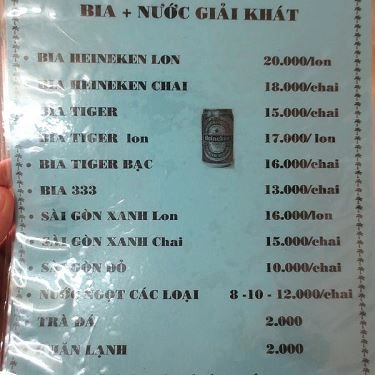 BIA + NƯỚC GIẢI KHÁT
BIA HEINEKEN LON 20.000/lon
BIA HEINEKEN CHAI 18.000/chai
BIA TIGER 15.000/chai
BIA TIGER lon 17.000/ lon
BIA TIGER BẠC 16.000/chai
BIA 333 13.000/chai
SÀI GÒN XANH Lon 16.000/lon
SÀI GÒN XANH Chai 15.000/chai
SÀI GÒN ĐỎ 10.000/chai
NƯỚC NGỌT CÁC LOẠI 8 -10 - 12.000/chai
TRÀ ĐÁ 2.000
KHĂN LẠNH 2.000
Heineken